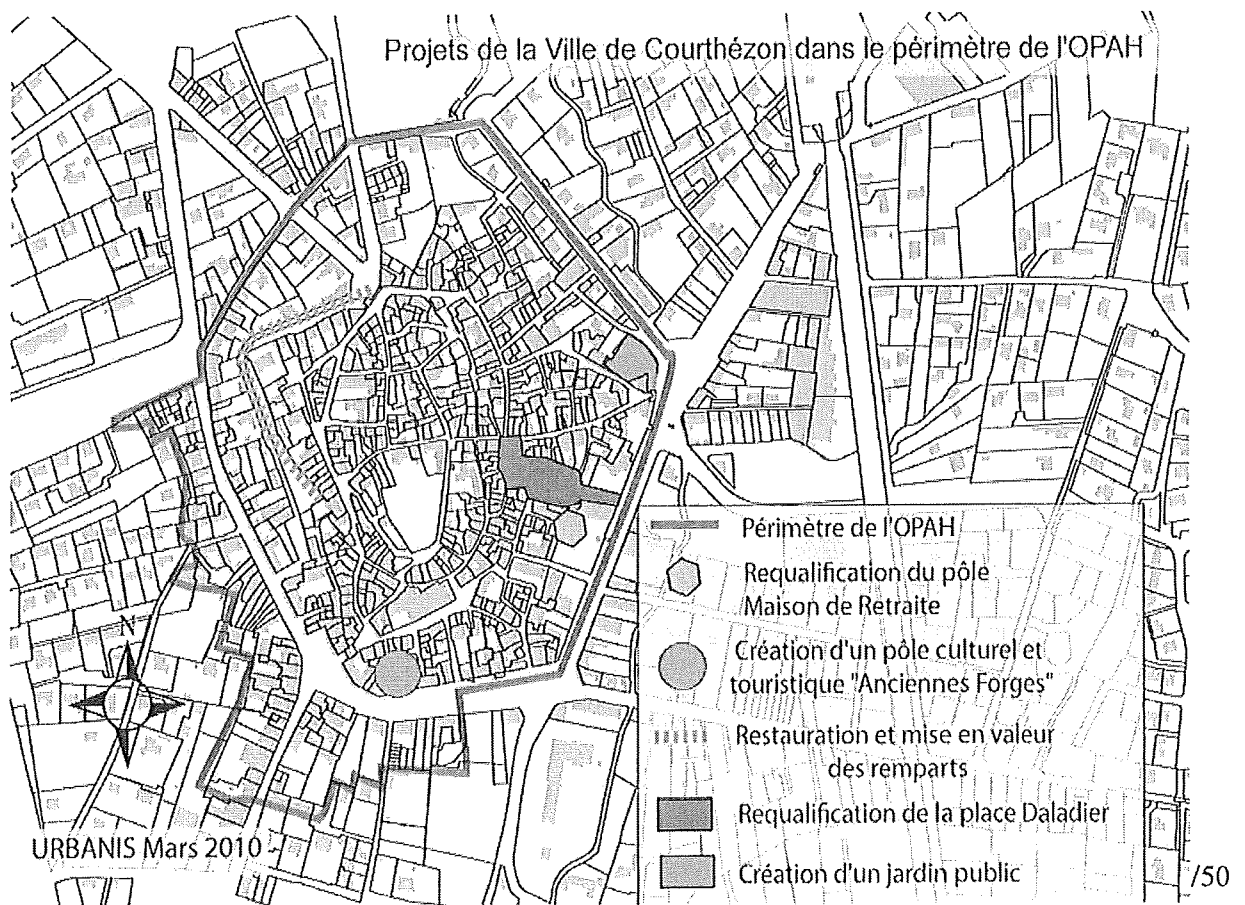 Projets de la Ville de Courthézon dans le périmètre de l'OPAH
Périmètre de l'OPAH
Requalification du pôle
Maison de Retraite
Création d'un pôle culturel et
touristique "Anciennes Forges"
Restauration et mise en valeur
des remparts
Requalification de la place Daladier
Création d'un jardin public
N
URBANIS Mars 2010
/50